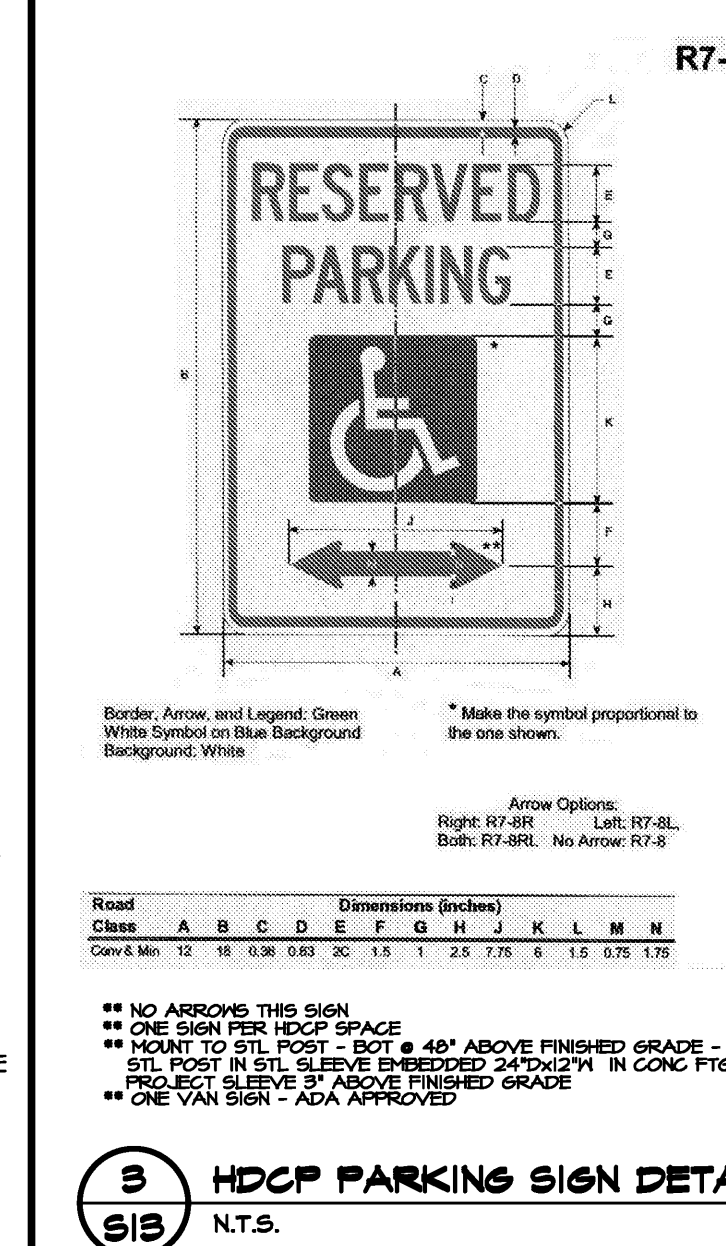 R7-
C D
L
RESERVED
E
G
PARKING
E
G
*
B
K
J
**
F
H
A
Border, Arrow, and Legend: Green
White Symbol on Blue Background
Background: White
* Make the symbol proportional to
the one shown.
Arrow Options:
Right: R7-8R Left: R7-8L,
Both: R7-8RL No Arrow: R7-8
Road Dimensions (inches)
Class A B C D E F G H J K L M N
Conv & Min 12 18 0.38 0.63 2C 1.5 1 2.5 7.75 6 1.5 0.75 1.75
** NO ARROWS THIS SIGN
** ONE SIGN PER HDCP SPACE
** MOUNT TO STL POST - BOT @ 48" ABOVE FINISHED GRADE -
STL POST IN STL SLEEVE EMBEDDED 24"Dx12"W IN CONC FTG
PROJECT SLEEVE 3" ABOVE FINISHED GRADE
** ONE VAN SIGN - ADA APPROVED
E
3 HDCP PARKING SIGN DETA
S13 N.T.S.